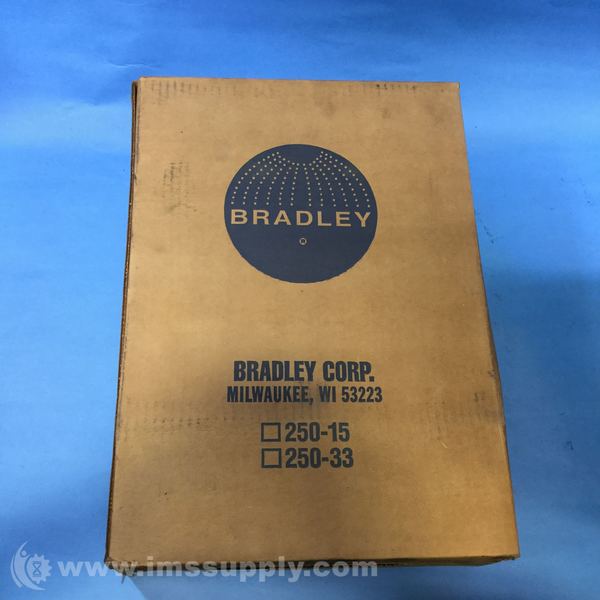 BRADLEY
®
BRADLEY CORP.
MILWAUKEE, WI 53223
250-15
250-33
www.imssupply.com